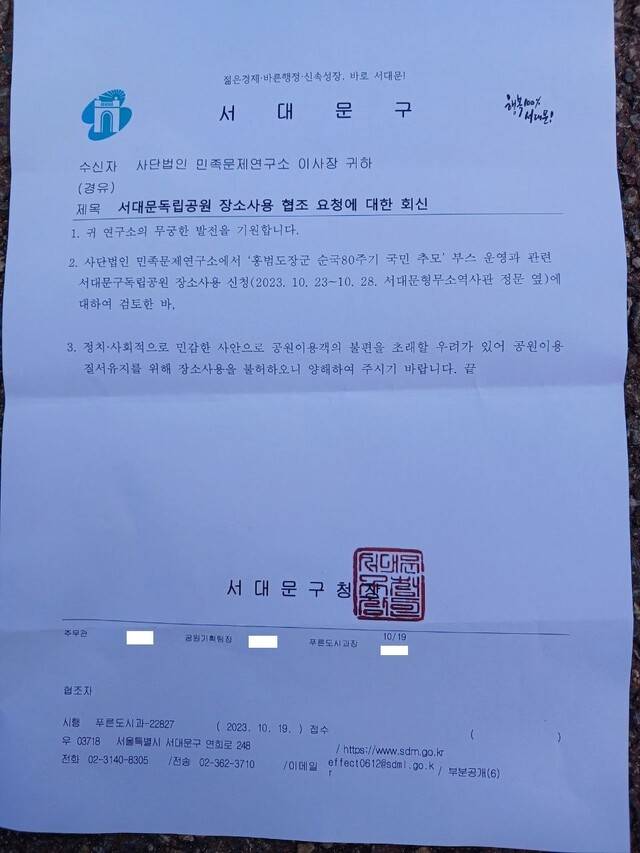 젊은경제·바른행정·신속성장, 바로 서대문!
서대문구
행복100% 서대문!
수신자 사단법인 민족문제연구소 이사장 귀하
(경유)
제목 서대문독립공원 장소사용 협조 요청에 대한 회신
1. 귀 연구소의 무궁한 발전을 기원합니다.
2. 사단법인 민족문제연구소에서 '홍범도장군 순국80주기 국민 추모' 부스 운영과 관련
서대문구독립공원 장소사용 신청(2023. 10. 23~10. 28. 서대문형무소역사관 정문 옆)에
대하여 검토한 바,
3. 정치·사회적으로 민감한 사안으로 공원이용객의 불편을 초래할 우려가 있어 공원이용
질서유지를 위해 장소사용을 불허하오니 양해하여 주시기 바랍니다. 끝
서대문구청장
주무관 공원기획팀장 푸른도시과장 10/19
협조자
시행 푸른도시과-22827 ( 2023. 10. 19. ) 접수 ( )
우 03718 서울특별시 서대문구 연희로 248 / https://www.sdm.go.kr
전화 02-3140-8305 /전송 02-362-3710 /이메일 effect0612@sdml.go.k
r / 부분공개(6)